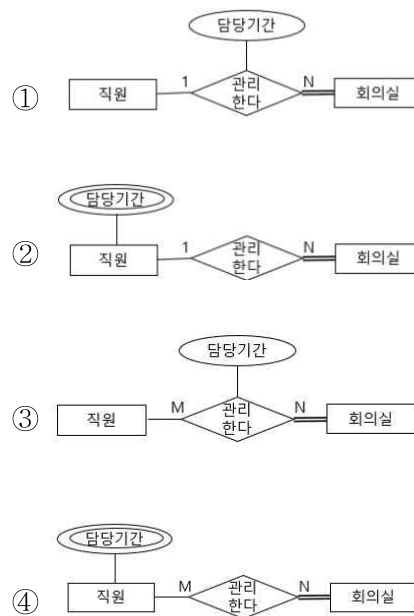 담당기간
① 직원 1 관리 한다 N 회의실
담당기간
② 직원 1 관리 한다 N 회의실
담당기간
③ 직원 M 관리 한다 N 회의실
담당기간
④ 직원 M 관리 한다 N 회의실